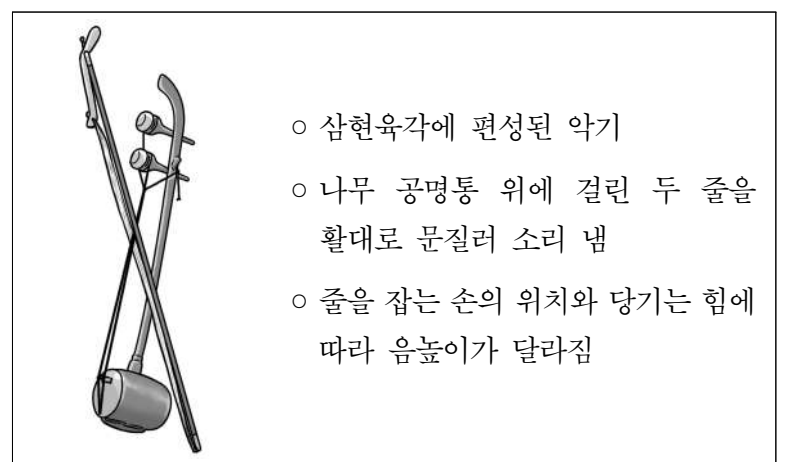 ○ 삼현육각에 편성된 악기
○ 나무 공명통 위에 걸린 두 줄을
활대로 문질러 소리 냄
○ 줄을 잡는 손의 위치와 당기는 힘에
따라 음높이가 달라짐